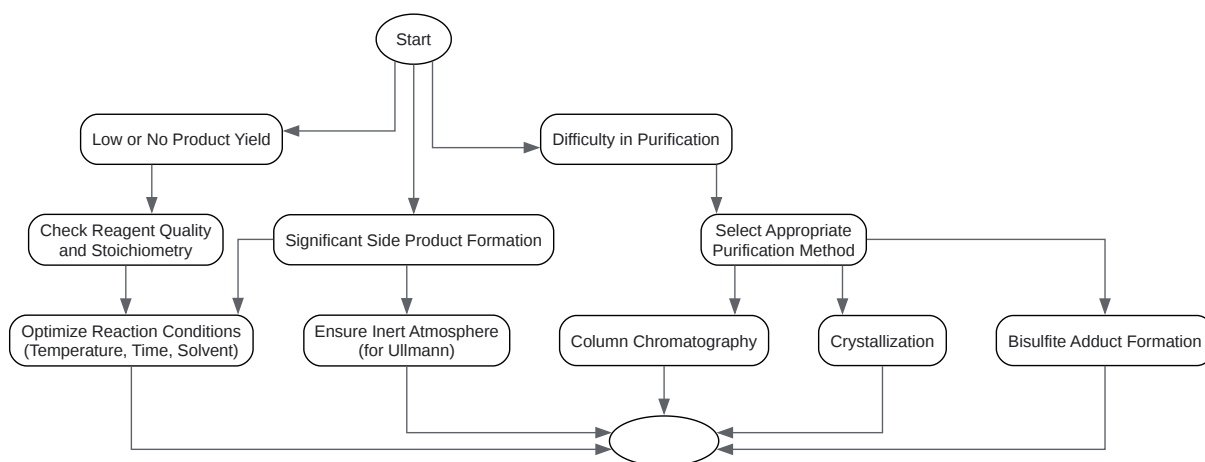 Start
Low or No Product Yield
Difficulty in Purification
Check Reagent Quality
and Stoichiometry
Significant Side Product Formation
Select Appropriate
Purification Method
Optimize Reaction Conditions
(Temperature, Time, Solvent)
Ensure Inert Atmosphere
(for Ullmann)
Column Chromatography
Crystallization
Bisulfite Adduct Formation